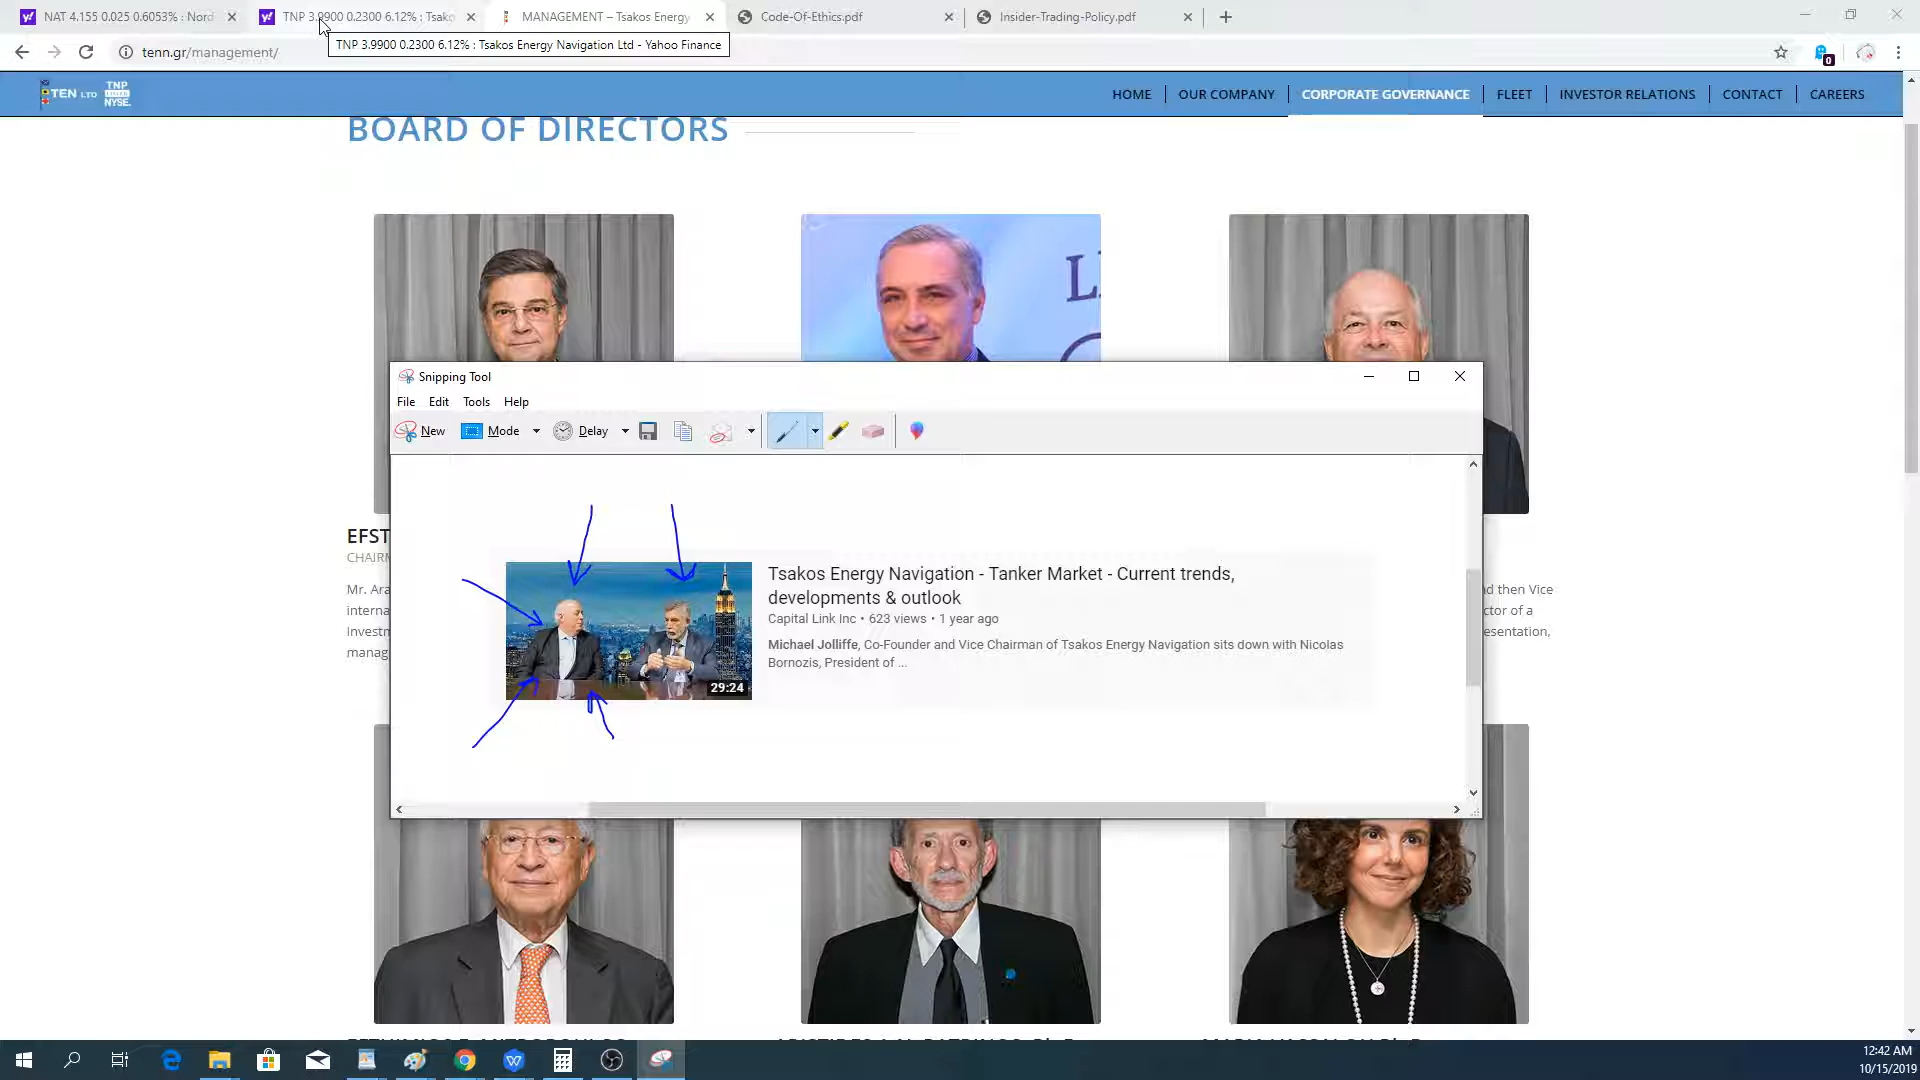 NAT 4.155 0.025 0.6053% : Nord
TNP 3.9900 0.2300 6.12% : Tsako
MANAGEMENT – Tsakos Energy
Code-Of-Ethics.pdf
Insider-Trading-Policy.pdf
TNP 3.9900 0.2300 6.12% : Tsakos Energy Navigation Ltd - Yahoo Finance
tenn.gr/management/
0
TEN LTD
TNP
NYSE.
HOME
OUR COMPANY
CORPORATE GOVERNANCE
FLEET
INVESTOR RELATIONS
CONTACT
CAREERS
BOARD OF DIRECTORS
Snipping Tool
File Edit Tools Help
New Mode Delay
EFST
CHAIRM
Mr. Ara
interna
Investm
manag
Tsakos Energy Navigation - Tanker Market - Current trends,
developments & outlook
Capital Link Inc • 623 views • 1 year ago
Michael Jolliffe, Co-Founder and Vice Chairman of Tsakos Energy Navigation sits down with Nicolas
Bornozis, President of ...
29:24
d then Vice
ctor of a
esentation,
12:42 AM
10/15/2019